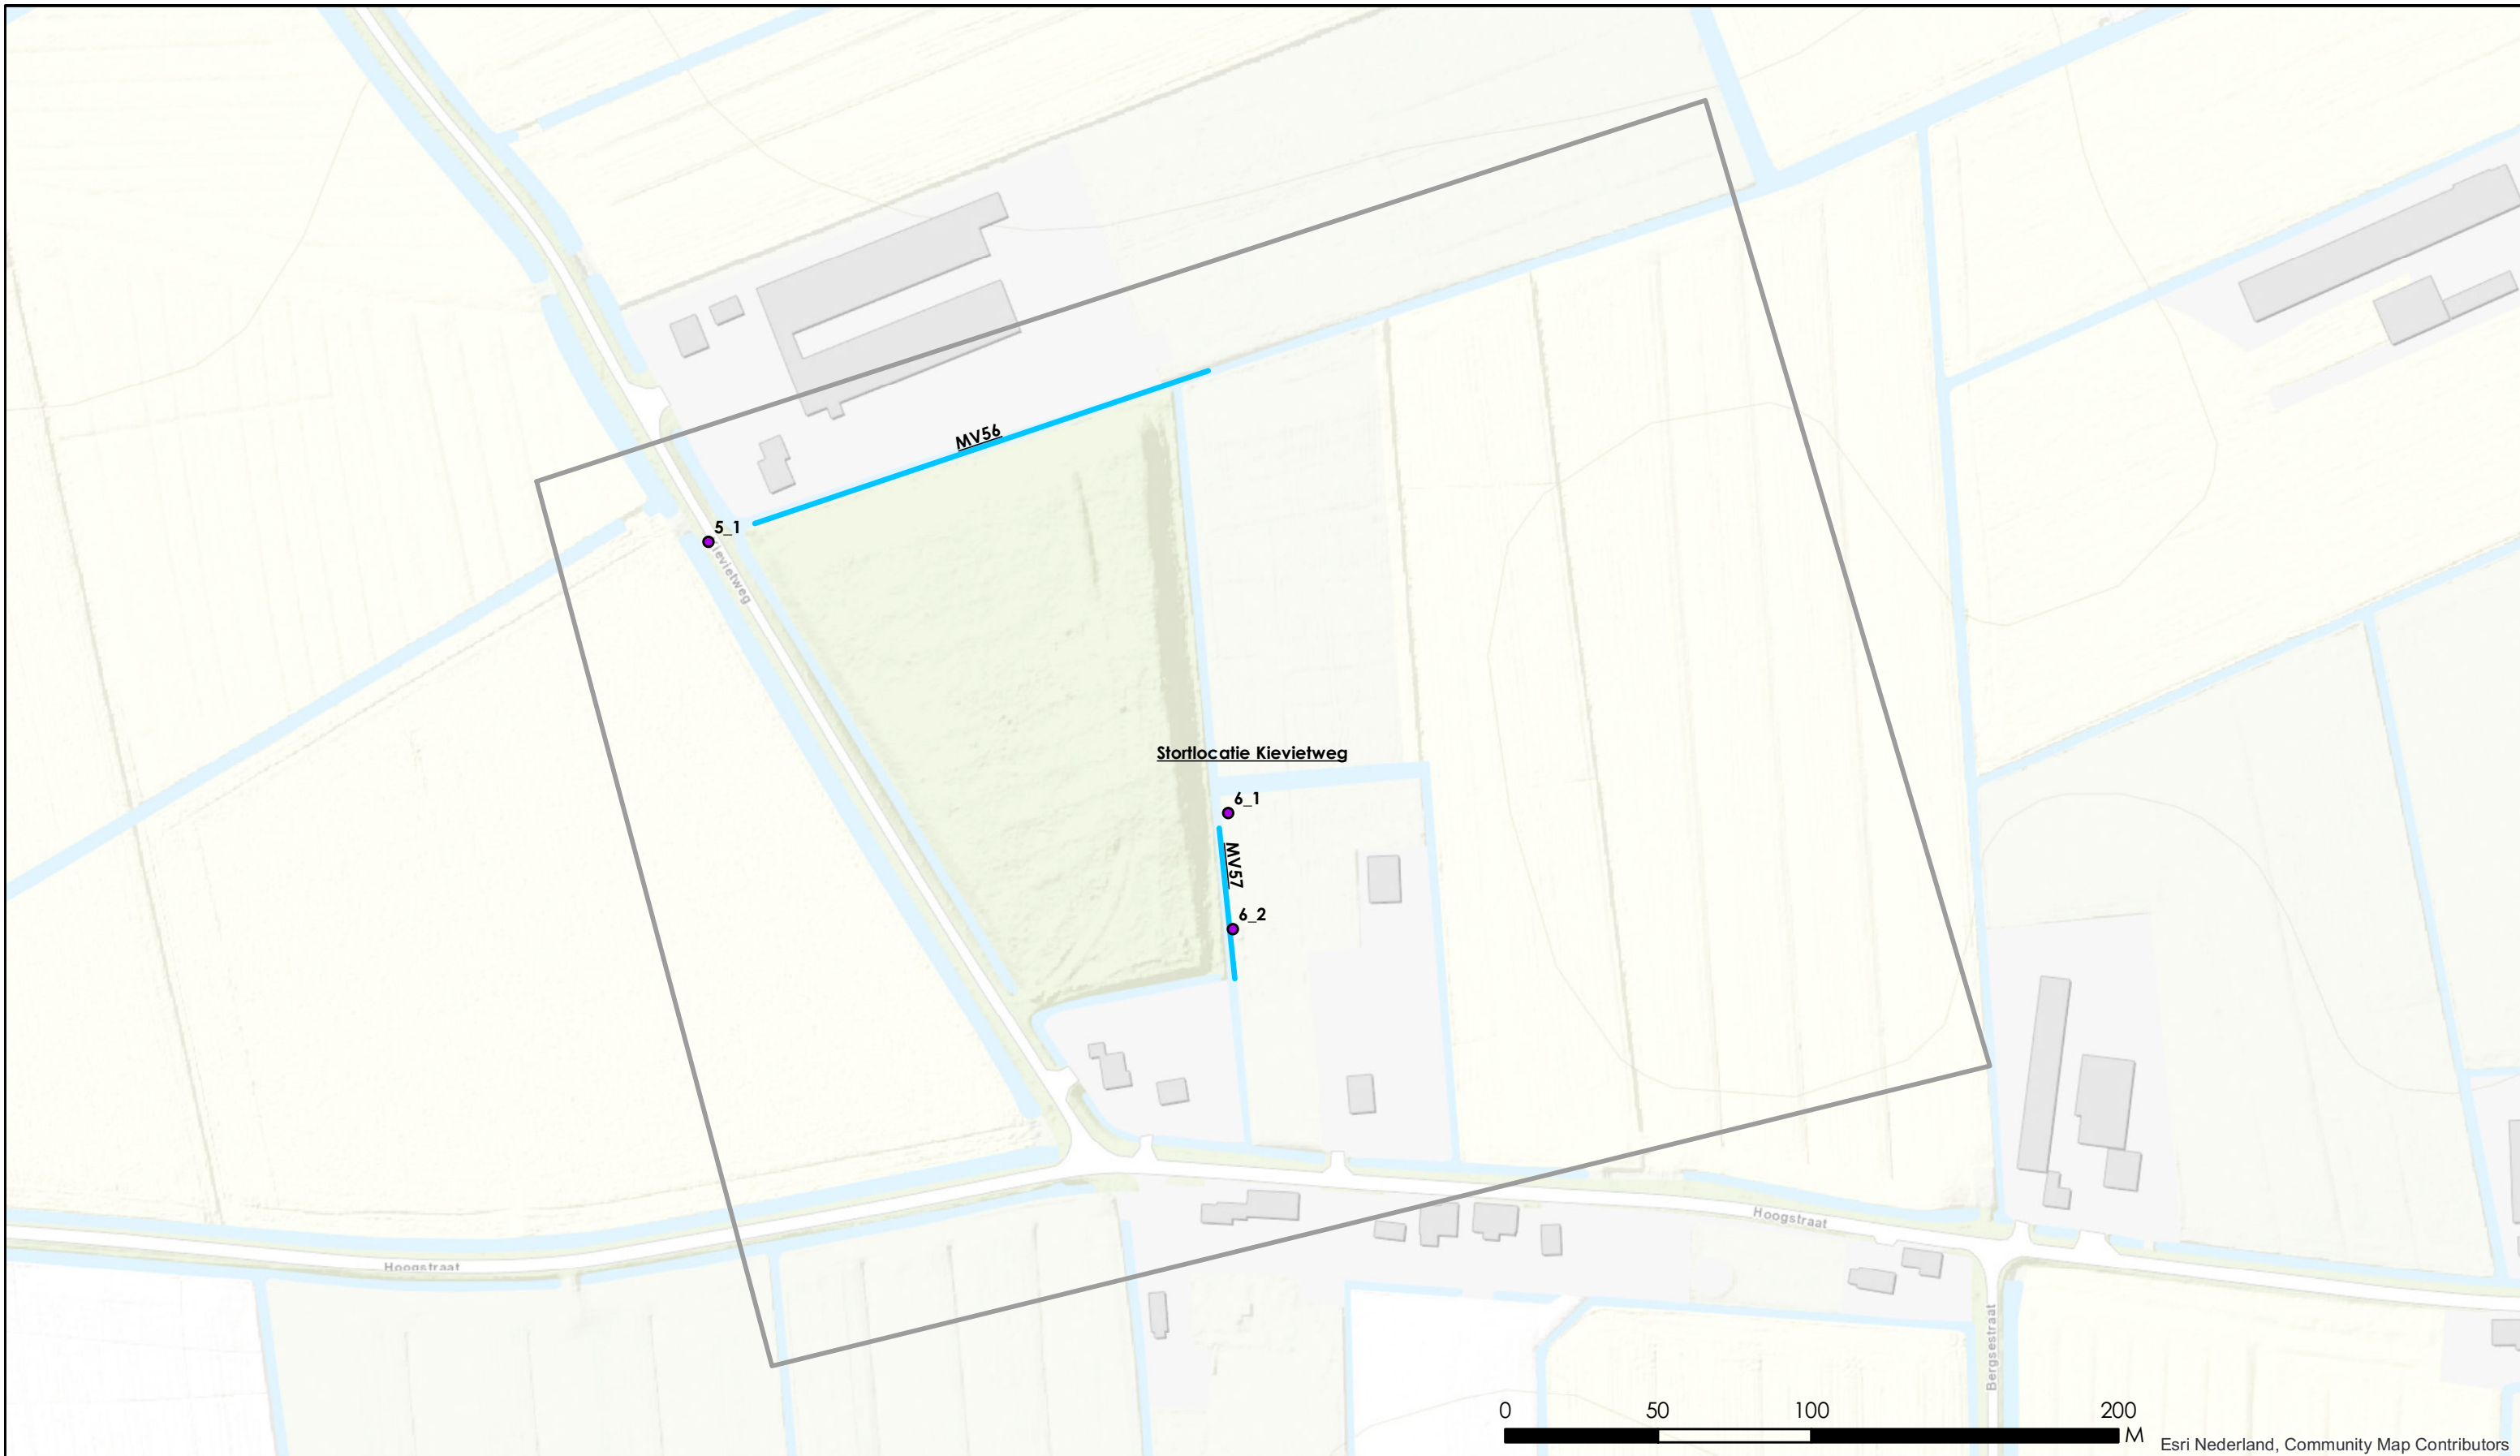 MV56
5_1
Kievietweg
Stortlocatie Kievietweg
6_1
MV57
6_2
Hoogstraat
Hoogstraat
Bergsestraat
0 50 100 200
M
Esri Nederland, Community Map Contributors